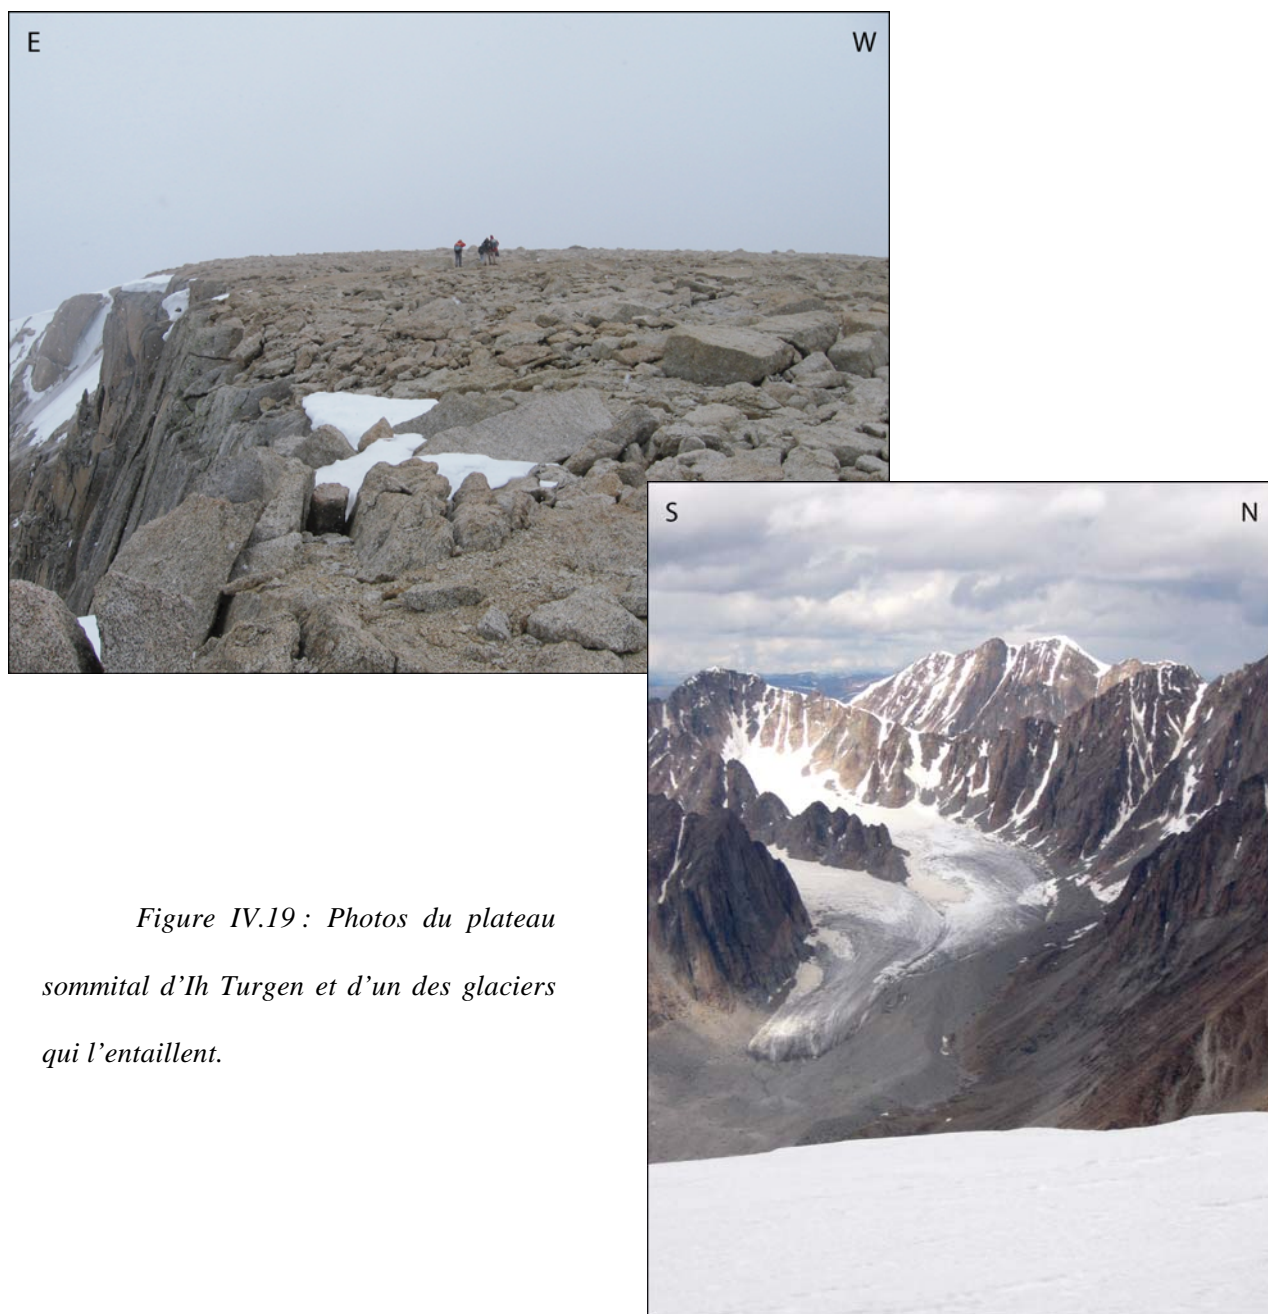 E W
S N
Figure IV.19 : Photos du plateau
sommital d’Ih Turgen et d’un des glaciers
qui l’entaillent.